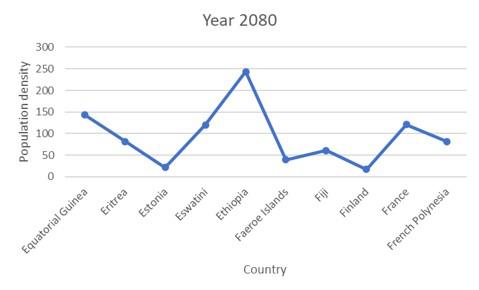 Year 2080
Population density
300
250
200
150
100
50
0
Equatorial Guinea
Eritrea
Estonia
Eswatini
Ethiopia
Faeroe Islands
Fiji
Finland
France
French Polynesia
Country